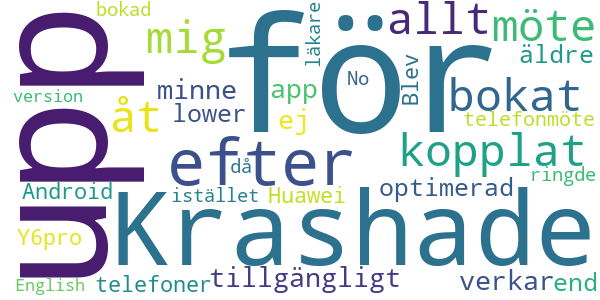 bokad
mig
för
allt
möte
läkare
äldre
upp
Blev
No
minne
app
bokat
version
åt
lower
ej
telefonmöte
efter
kopplat
då
ringde
Android
Krashade
istället
Huawei
optimerad
Y6pro
English
telefoner
tillgängligt
verkar
end